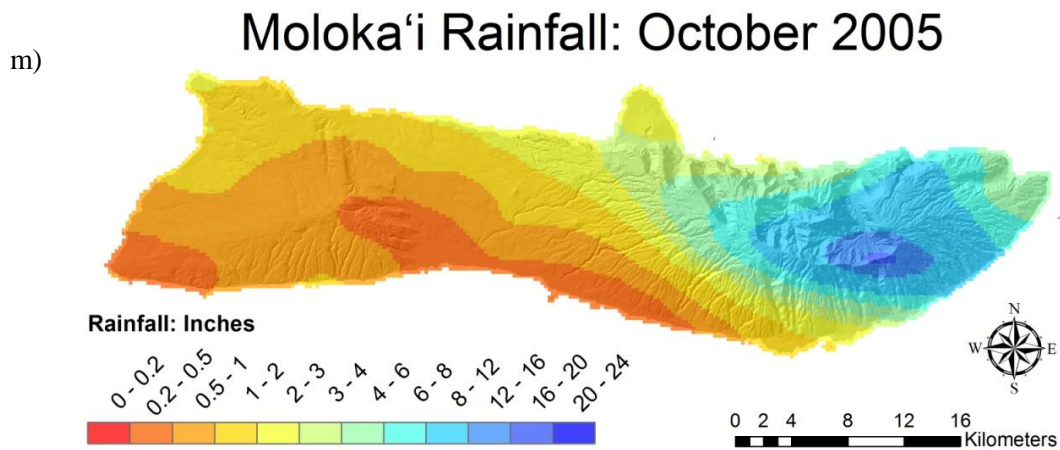 Moloka‘i Rainfall: October 2005
m)
Rainfall: Inches
0 - 0.2
0.2 - 0.5
0.5 - 1
1 - 2
2 - 3
3 - 4
4 - 6
6 - 8
8 - 12
12 - 16
16 - 20
20 - 24
N
W E
S
0 2 4 8 12 16
Kilometers